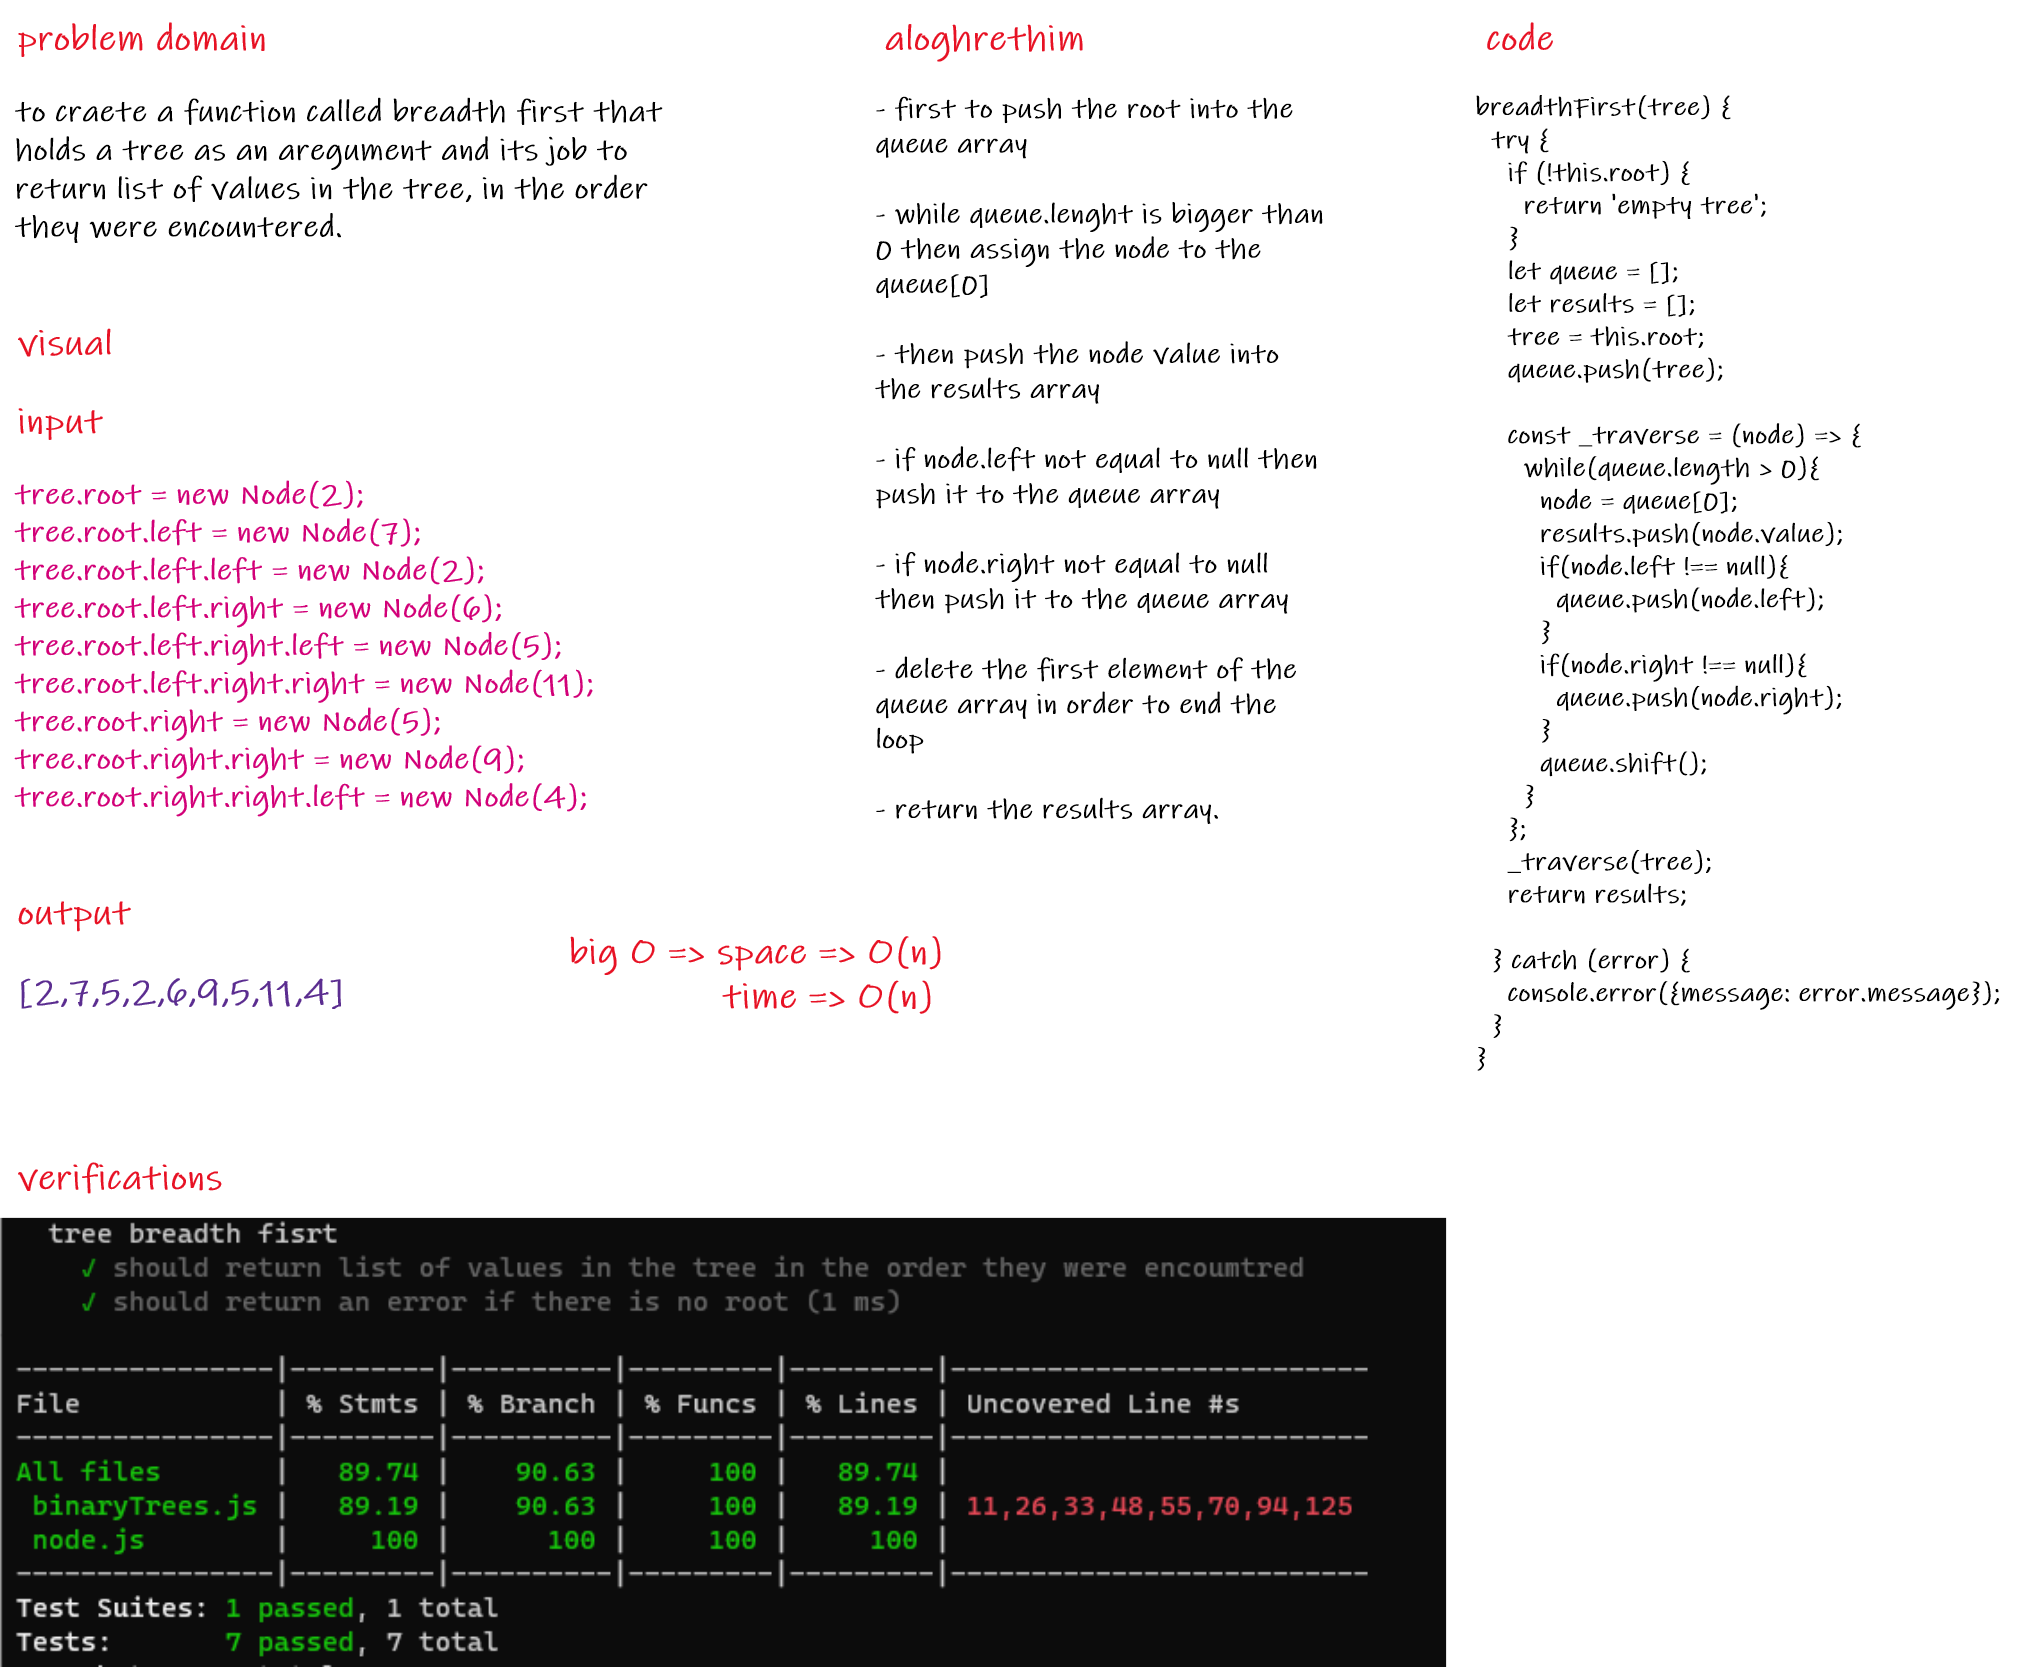 problem domain
to craete a function called breadth first that
holds a tree as an aregument and its job to
return list of values in the tree, in the order
they were encountered.
visual
input
tree.root = new Node(2);
tree.root.left = new Node(7);
tree.root.left.left = new Node(2);
tree.root.left.right = new Node(6);
tree.root.left.right.left = new Node(5);
tree.root.left.right.right = new Node(11);
tree.root.right = new Node(5);
tree.root.right.right = new Node(9);
tree.root.right.right.left = new Node(4);
output
[2,7,5,2,6,9,5,11,4]
big O => space => O(n)
time => O(n)
aloghrethim
- first to push the root into the
queue array
- while queue.lenght is bigger than
0 then assign the node to the
queue[0]
- then push the node value into
the results array
- if node.left not equal to null then
push it to the queue array
- if node.right not equal to null
then push it to the queue array
- delete the first element of the
queue array in order to end the
loop
- return the results array.
code
breadthFirst(tree) {
try {
if (!this.root) {
return 'empty tree';
}
let queue = [];
let results = [];
tree = this.root;
queue.push(tree);
const _traverse = (node) => {
while(queue.length > 0){
node = queue[0];
results.push(node.value);
if(node.left !== null){
queue.push(node.left);
}
if(node.right !== null){
queue.push(node.right);
}
queue.shift();
}
};
_traverse(tree);
return results;
} catch (error) {
console.error({message: error.message});
}
}
verifications
tree breadth fisrt
√ should return list of values in the tree in the order they were encoumtred
√ should return an error if there is no root (1 ms)
----------------|---------|----------|---------|---------|--------------------------
File | % Stmts | % Branch | % Funcs | % Lines | Uncovered Line #s
----------------|---------|----------|---------|---------|--------------------------
All files | 89.74 | 90.63 | 100 | 89.74 |
binaryTrees.js | 89.19 | 90.63 | 100 | 89.19 | 11,26,33,48,55,70,94,125
node.js | 100 | 100 | 100 | 100 |
----------------|---------|----------|---------|---------|--------------------------
Test Suites: 1 passed, 1 total
Tests: 7 passed, 7 total